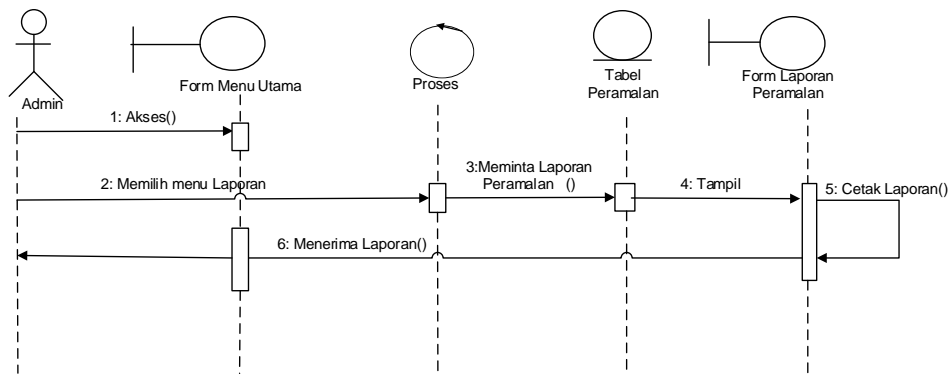 Admin
Form Menu Utama
Proses
Tabel
Peramalan
Form Laporan
Peramalan
1: Akses()
2: Memilih menu Laporan
3:Meminta Laporan
Peramalan ()
4: Tampil
5: Cetak Laporan()
6: Menerima Laporan()